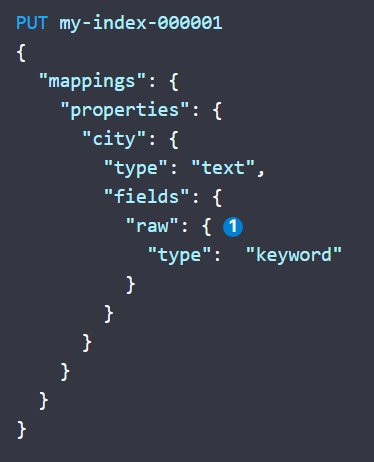 PUT my-index-000001
{
  "mappings": {
    "properties": {
      "city": {
        "type": "text",
        "fields": {
          "raw": { 1
            "type":  "keyword"
          }
        }
      }
    }
  }
}